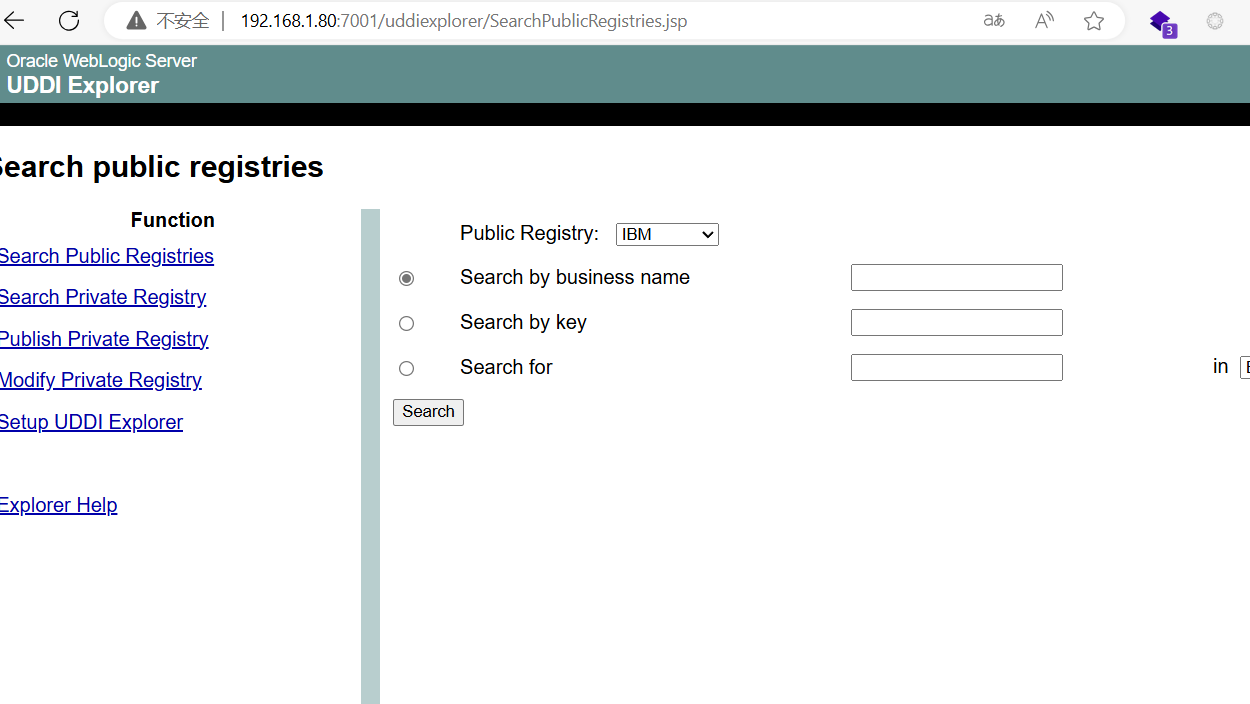 不安全 | 192.168.1.80:7001/uddiexplorer/SearchPublicRegistries.jsp
3
Oracle WebLogic Server
UDDI Explorer
Search public registries
Function
Search Public Registries
Search Private Registry
Publish Private Registry
Modify Private Registry
Setup UDDI Explorer
Explorer Help
Public Registry: IBM
Search by business name
Search by key
Search for in
Search